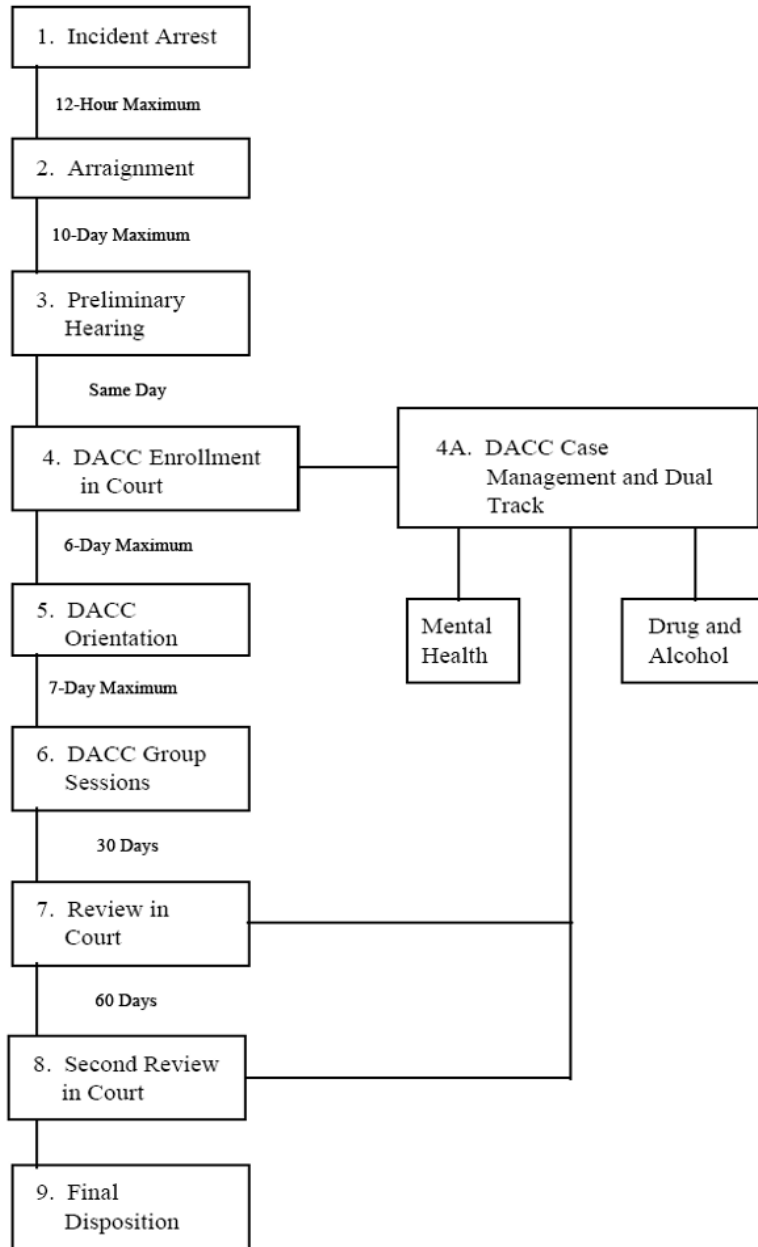 1. Incident Arrest
12-Hour Maximum
2. Arraignment
10-Day Maximum
3. Preliminary
Hearing
Same Day
4. DACC Enrollment
in Court
4A. DACC Case
Management and Dual
Track
6-Day Maximum
5. DACC
Orientation
Mental
Health
Drug and
Alcohol
7-Day Maximum
6. DACC Group
Sessions
30 Days
7. Review in
Court
60 Days
8. Second Review
in Court
9. Final
Disposition